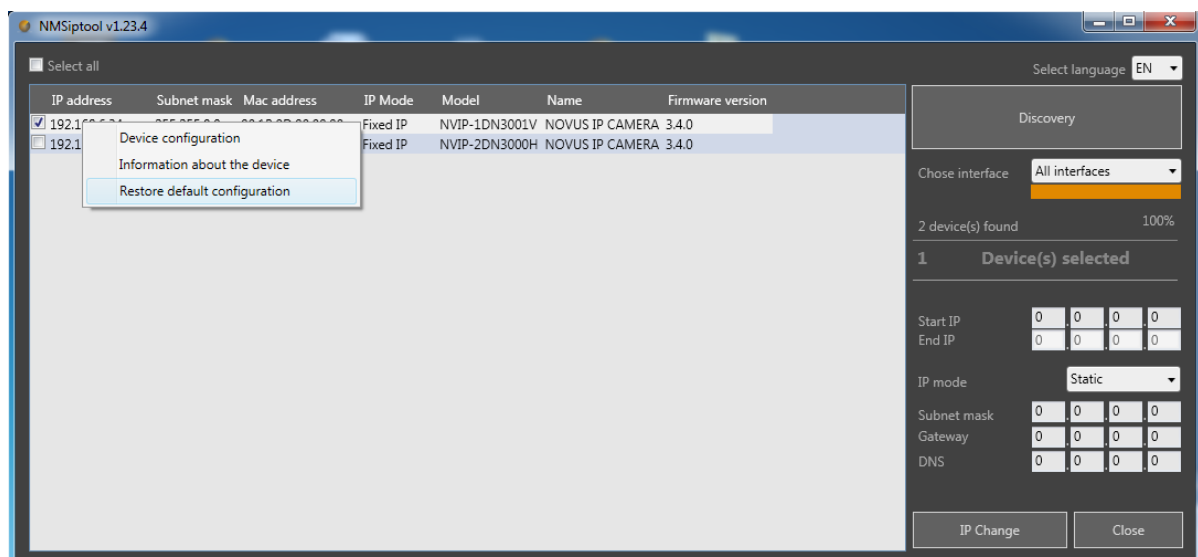 NMSiptool v1.23.4
Select all
Select language EN
IP address Subnet mask Mac address IP Mode Model Name Firmware version
Fixed IP NVIP-1DN3001V NOVUS IP CAMERA 3.4.0
192.1 Fixed IP NVIP-2DN3000H NOVUS IP CAMERA 3.4.0
Device configuration
Information about the device
Restore default configuration
Discovery
Chose interface All interfaces
2 device(s) found 100%
1 Device(s) selected
Start IP 0 . 0 . 0 . 0
End IP 0 . 0 . 0 . 0
IP mode Static
Subnet mask 0 . 0 . 0 . 0
Gateway 0 . 0 . 0 . 0
DNS 0 . 0 . 0 . 0
IP Change Close